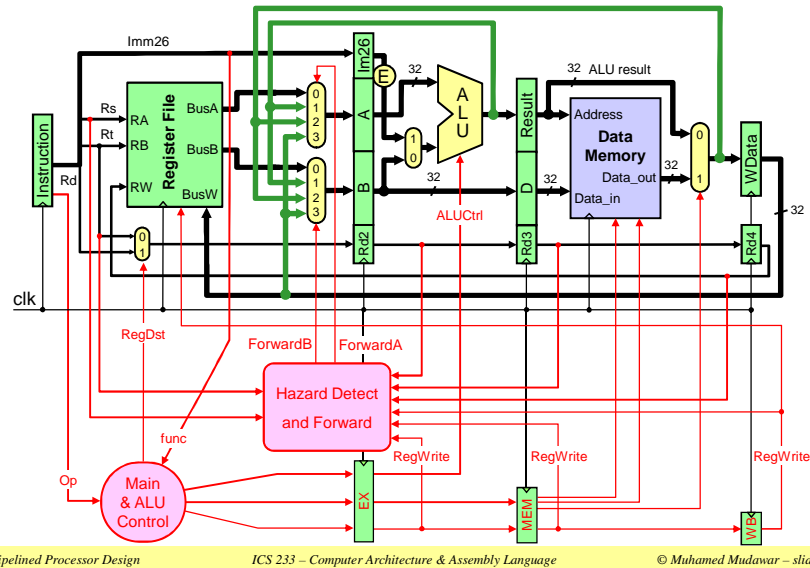 Imm26
32
ALU result
Rs
Rt
Rd
Instruction
RA
RB
RW
BusA
BusB
BusW
Register File
0
1
2
3
0
1
2
3
Im26
E
A
B
1
0
32
A
L
U
32
ALUCtrl
Result
D
32
Address
Data
Memory
Data_out
Data_in
32
0
1
WData
32
0
1
Rd2
Rd3
Rd4
clk
RegDst
ForwardB
ForwardA
Hazard Detect
and Forward
func
RegWrite
RegWrite
RegWrite
Op
Main
& ALU
Control
EX
MEM
WB
ipelined Processor Design
ICS 233 – Computer Architecture & Assembly Language
© Muhamed Mudawar – slid